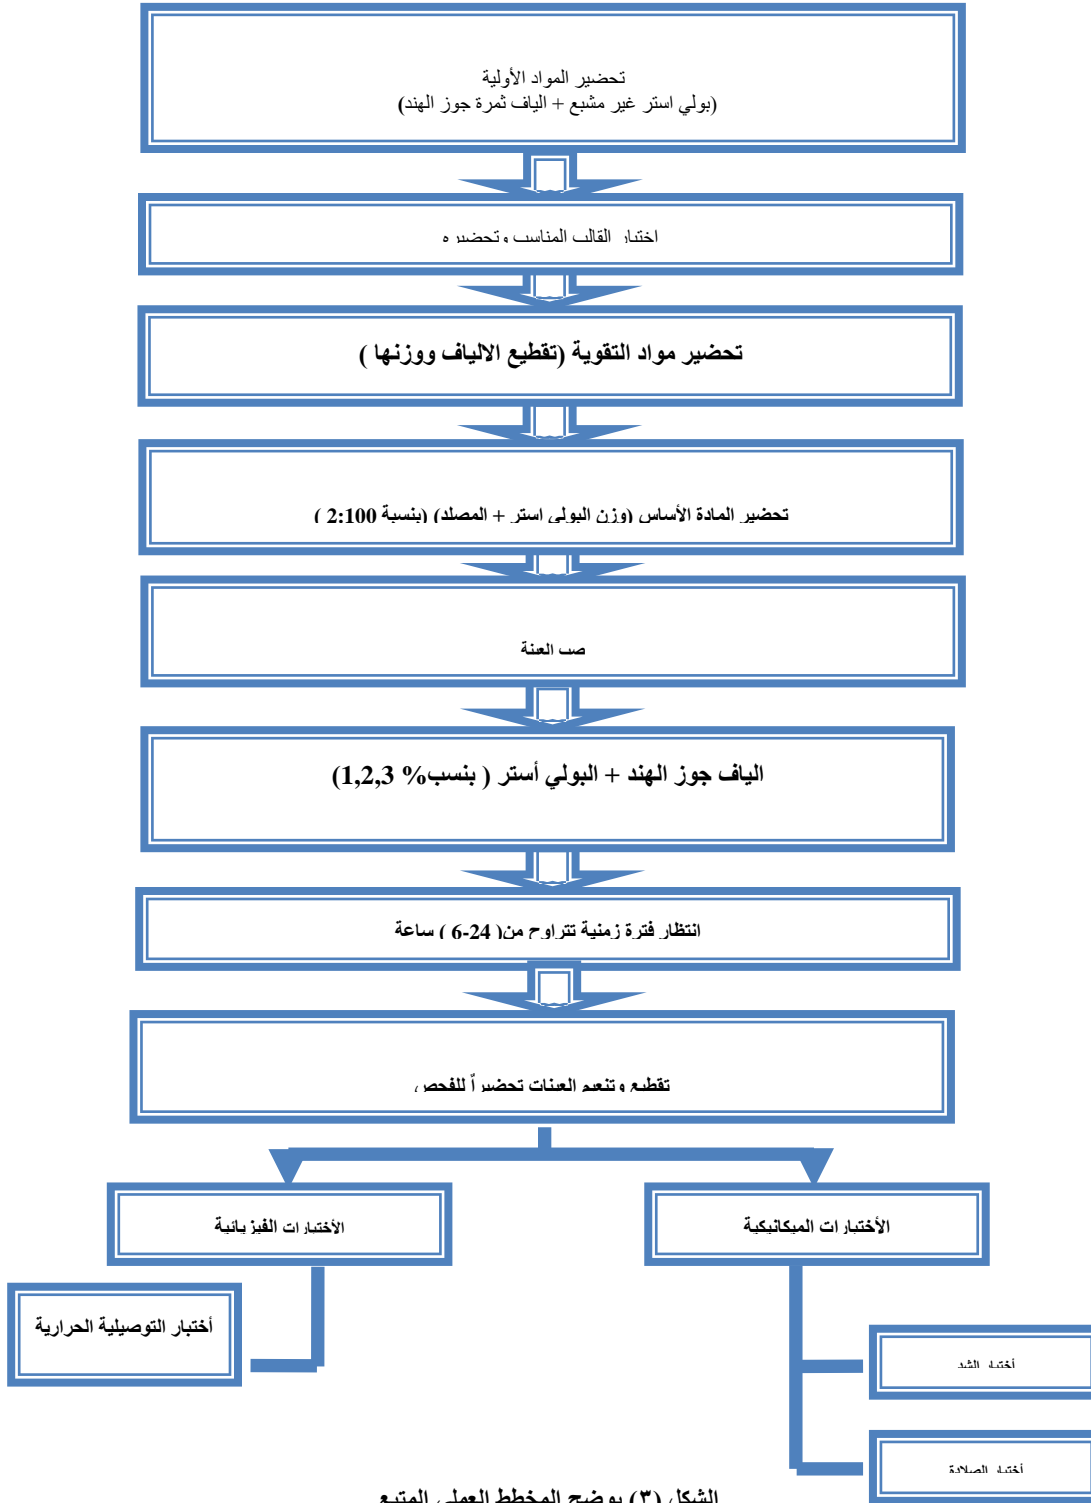 تحضير المواد الأولية
(بولي استر غير مشبع + الياف ثمرة جوز الهند)
اختيار القالب المناسب وتحضيره
تحضير مواد التقوية (تقطيع الالياف ووزنها )
تحضير المادة الأساس (وزن البولي استر + المصلد) (بنسبة 2:100 )
صب العينة
الياف جوز الهند + البولي أستر ( بنسب% 1,2,3)
انتظار فترة زمنية تتراوح من( 24-6 ) ساعة
تقطيع وتنعيم العينات تحضيراً للفحص
الأختبارات الميكانيكية
الأختبارات الفيزيائية
أختبار التوصيلية الحرارية
أختبار الشد
أختبار الصلادة
الشكل (٣) يوضح المخطط العملي المتبع